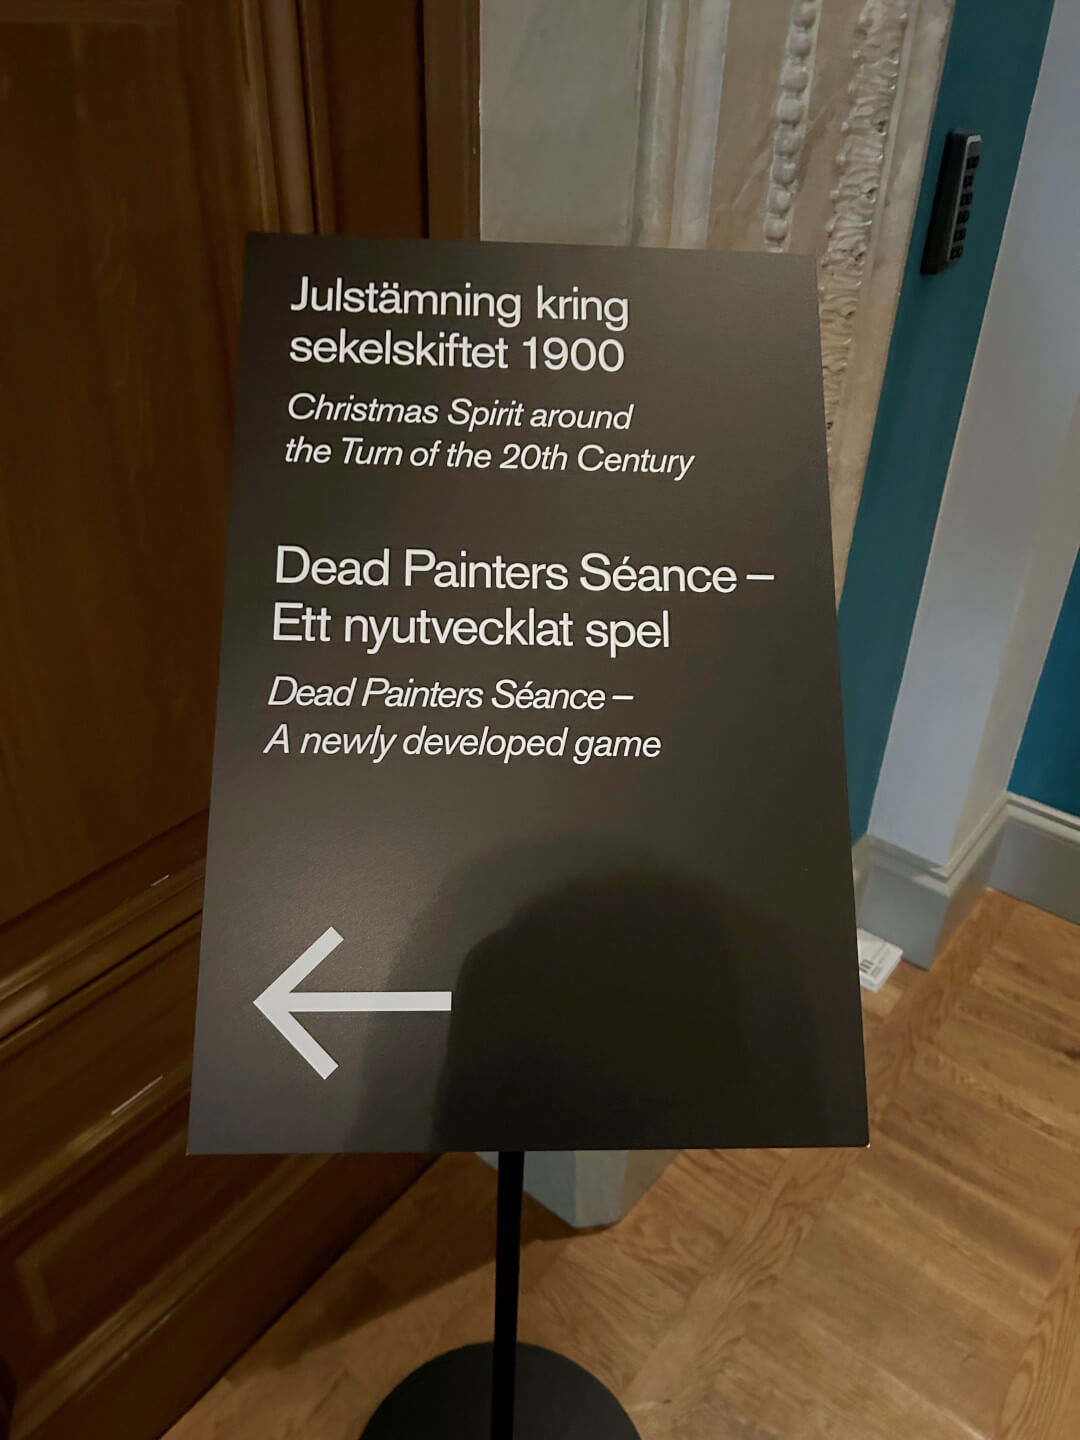 Julstämning kring
sekelskiftet 1900
Christmas Spirit around
the Turn of the 20th Century
Dead Painters Séance –
Ett nyutvecklat spel
Dead Painters Séance –
A newly developed game